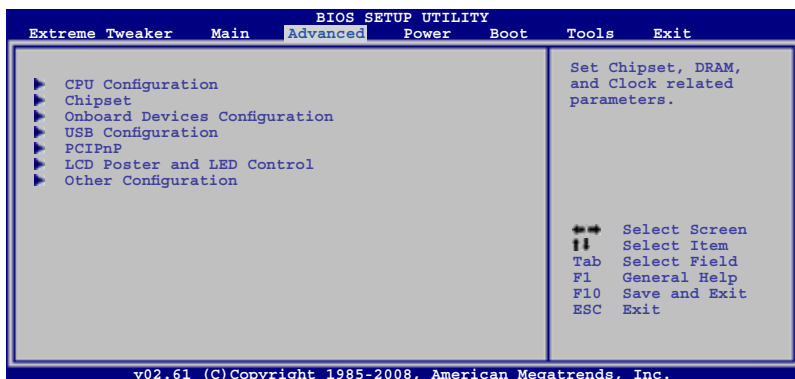 BIOS SETUP UTILITY
Extreme Tweaker Main Advanced Power Boot Tools Exit
CPU Configuration
Chipset
Onboard Devices Configuration
USB Configuration
PCIPnP
LCD Poster and LED Control
Other Configuration
Set Chipset, DRAM,
and Clock related
parameters.
Select Screen
Select Item
Tab Select Field
F1 General Help
F10 Save and Exit
ESC Exit
v02.61 (C)Copyright 1985-2008, American Megatrends, Inc.